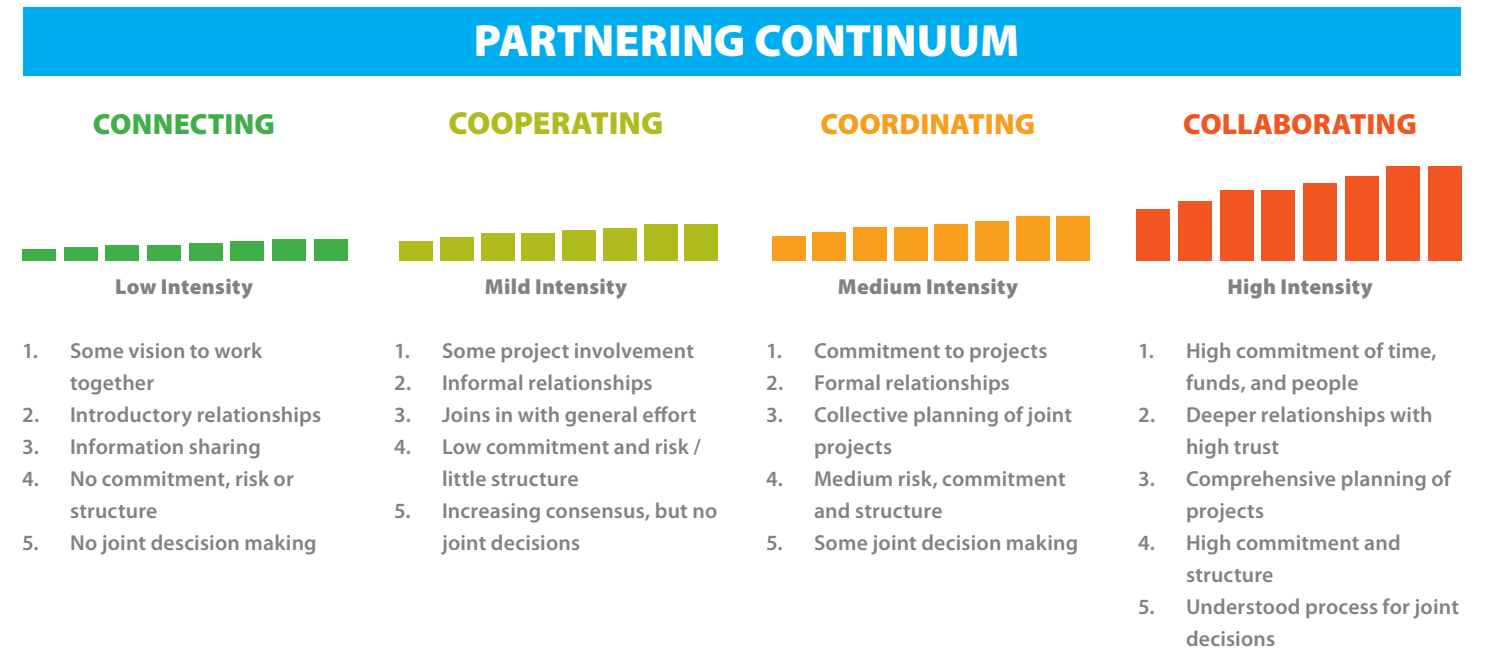 PARTNERING CONTINUUM
CONNECTING
Low Intensity
1. Some vision to work
together
2. Introductory relationships
3. Information sharing
4. No commitment, risk or
structure
5. No joint descision making
COOPERATING
Mild Intensity
1. Some project involvement
2. Informal relationships
3. Joins in with general effort
4. Low commitment and risk /
little structure
5. Increasing consensus, but no
joint decisions
COORDINATING
Medium Intensity
1. Commitment to projects
2. Formal relationships
3. Collective planning of joint
projects
4. Medium risk, commitment
and structure
5. Some joint decision making
COLLABORATING
High Intensity
1. High commitment of time,
funds, and people
2. Deeper relationships with
high trust
3. Comprehensive planning of
projects
4. High commitment and
structure
5. Understood process for joint
decisions